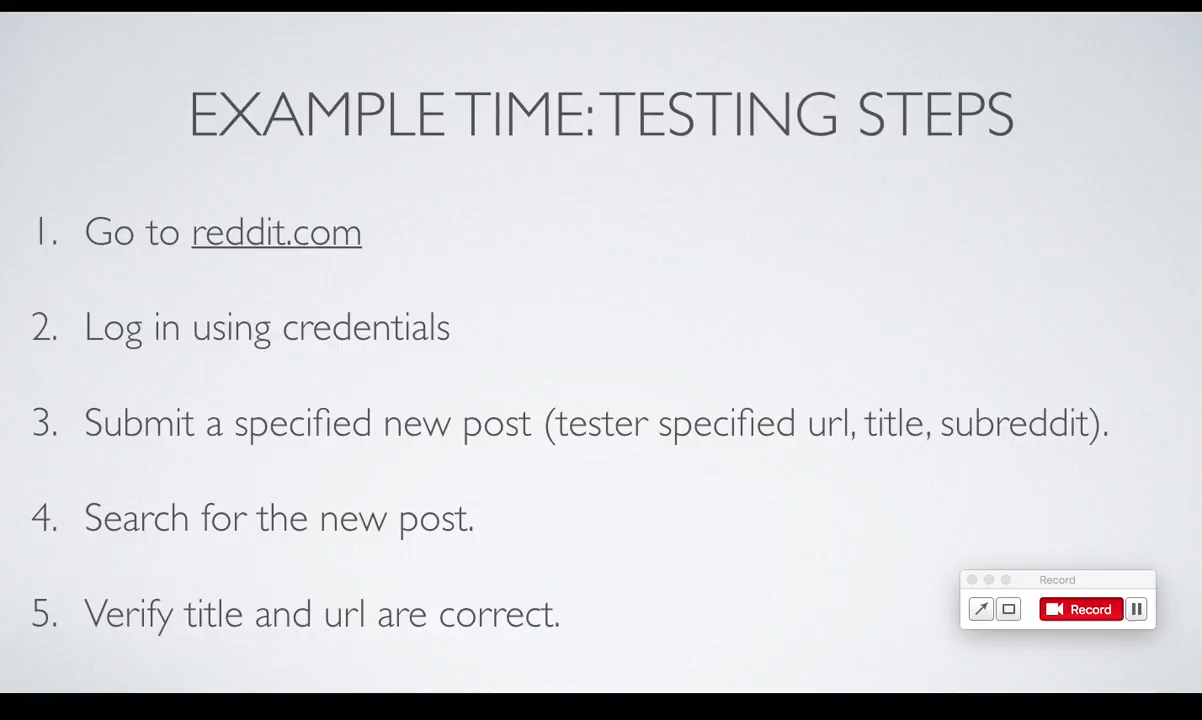 EXAMPLE TIME: TESTING STEPS
1. Go to reddit.com
2. Log in using credentials
3. Submit a specified new post (tester specified url, title, subreddit).
4. Search for the new post.
5. Verify title and url are correct.
Record
Record